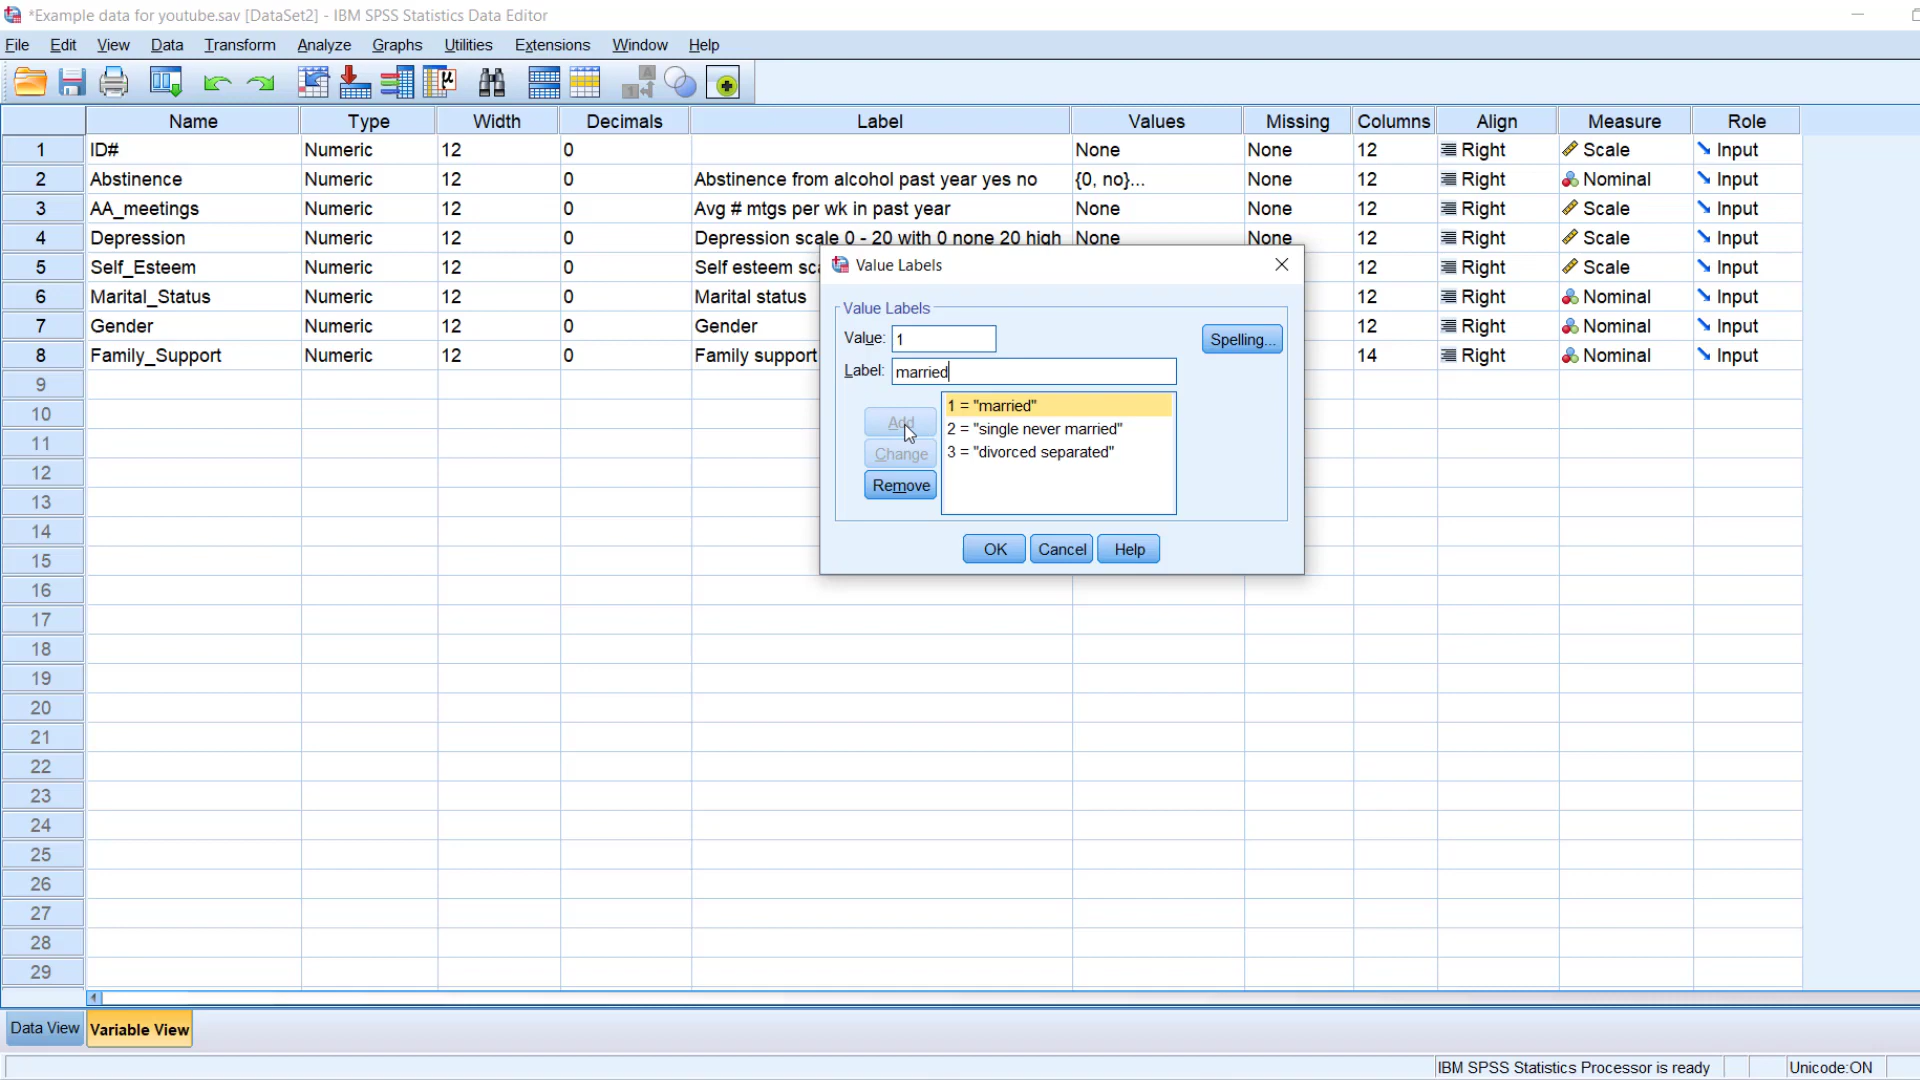 *Example data for youtube.sav [DataSet2] - IBM SPSS Statistics Data Editor
File Edit View Data Transform Analyze Graphs Utilities Extensions Window Help
Name Type Width Decimals Label Values Missing Columns Align Measure Role
1 ID# Numeric 12 0 None None 12 Right Scale Input
2 Abstinence Numeric 12 0 Abstinence from alcohol past year yes no {0, no}... None 12 Right Nominal Input
3 AA_meetings Numeric 12 0 Avg # mtgs per wk in past year None None 12 Right Scale Input
4 Depression Numeric 12 0 Depression scale 0 - 20 with 0 none 20 high None None 12 Right Scale Input
5 Self_Esteem Numeric 12 0 Self esteem 12 Right Scale Input
6 Marital_Status Numeric 12 0 Marital status 12 Right Nominal Input
7 Gender Numeric 12 0 Gender 12 Right Nominal Input
8 Family_Support Numeric 12 0 Family support 14 Right Nominal Input
9
10
11
12
13
14
15
16
17
18
19
20
21
22
23
24
25
26
27
28
29
Value Labels
Value Labels
Value: 1 Spelling...
Label: married
Add
Change
Remove
1 = "married"
2 = "single never married"
3 = "divorced separated"
OK Cancel Help
Data View Variable View
IBM SPSS Statistics Processor is ready Unicode:ON